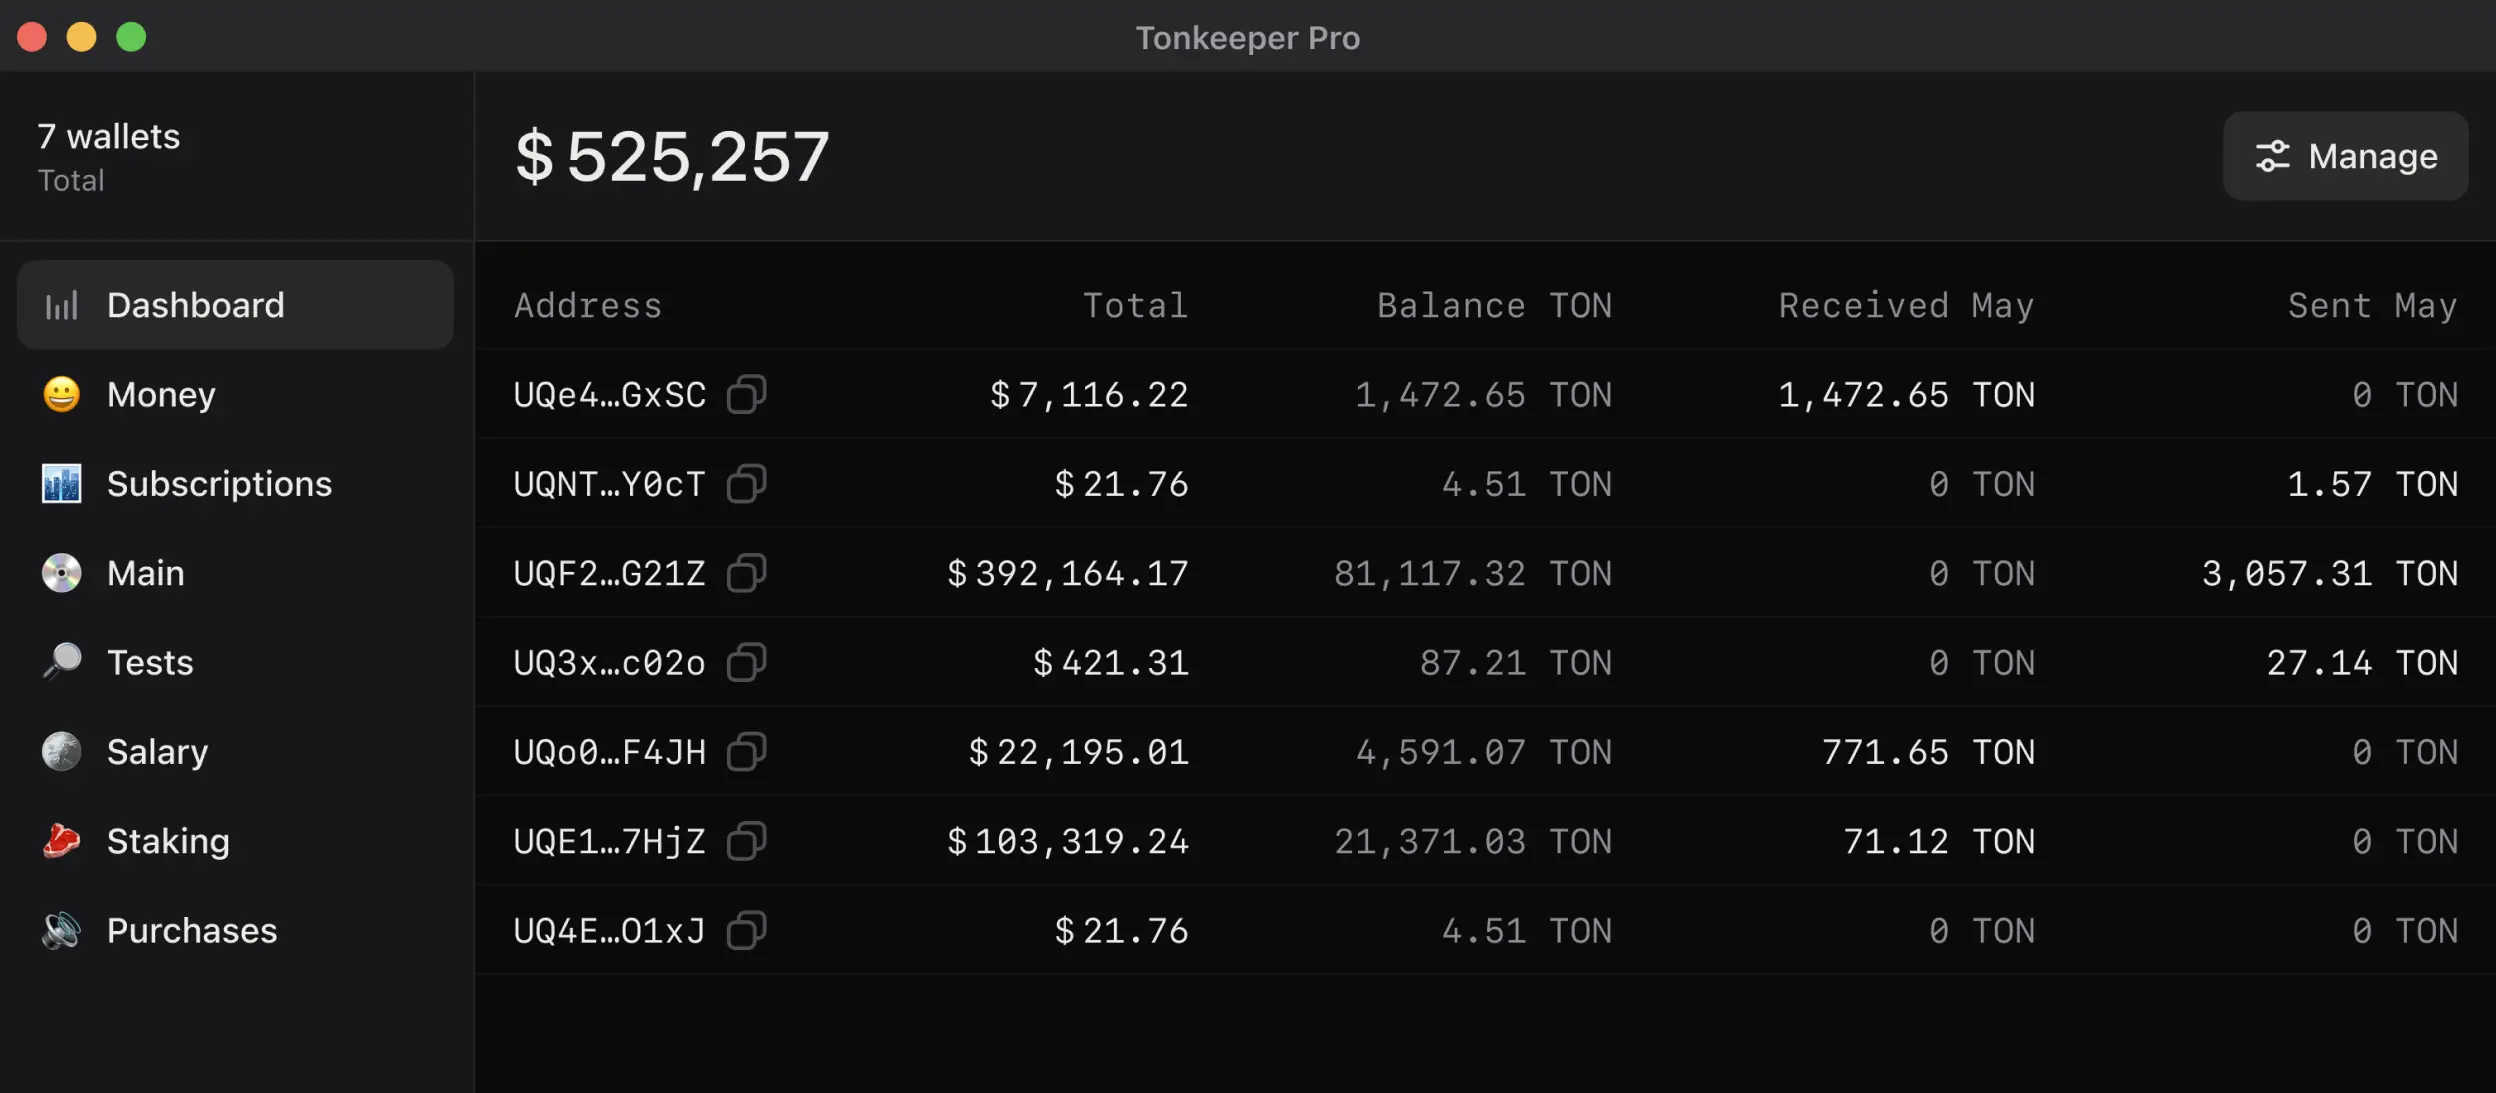 Tonkeeper Pro
7 wallets
Total
$ 525,257
Manage
Dashboard
Address Total Balance TON Received May Sent May
Money UQe4…GxSC $ 7,116.22 1,472.65 TON 1,472.65 TON 0 TON
Subscriptions UQNT…Y0cT $ 21.76 4.51 TON 0 TON 1.57 TON
Main UQF2…G21Z $ 392,164.17 81,117.32 TON 0 TON 3,057.31 TON
Tests UQ3x…c02o $ 421.31 87.21 TON 0 TON 27.14 TON
Salary UQo0…F4JH $ 22,195.01 4,591.07 TON 771.65 TON 0 TON
Staking UQE1…7HjZ $ 103,319.24 21,371.03 TON 71.12 TON 0 TON
Purchases UQ4E…O1xJ $ 21.76 4.51 TON 0 TON 0 TON